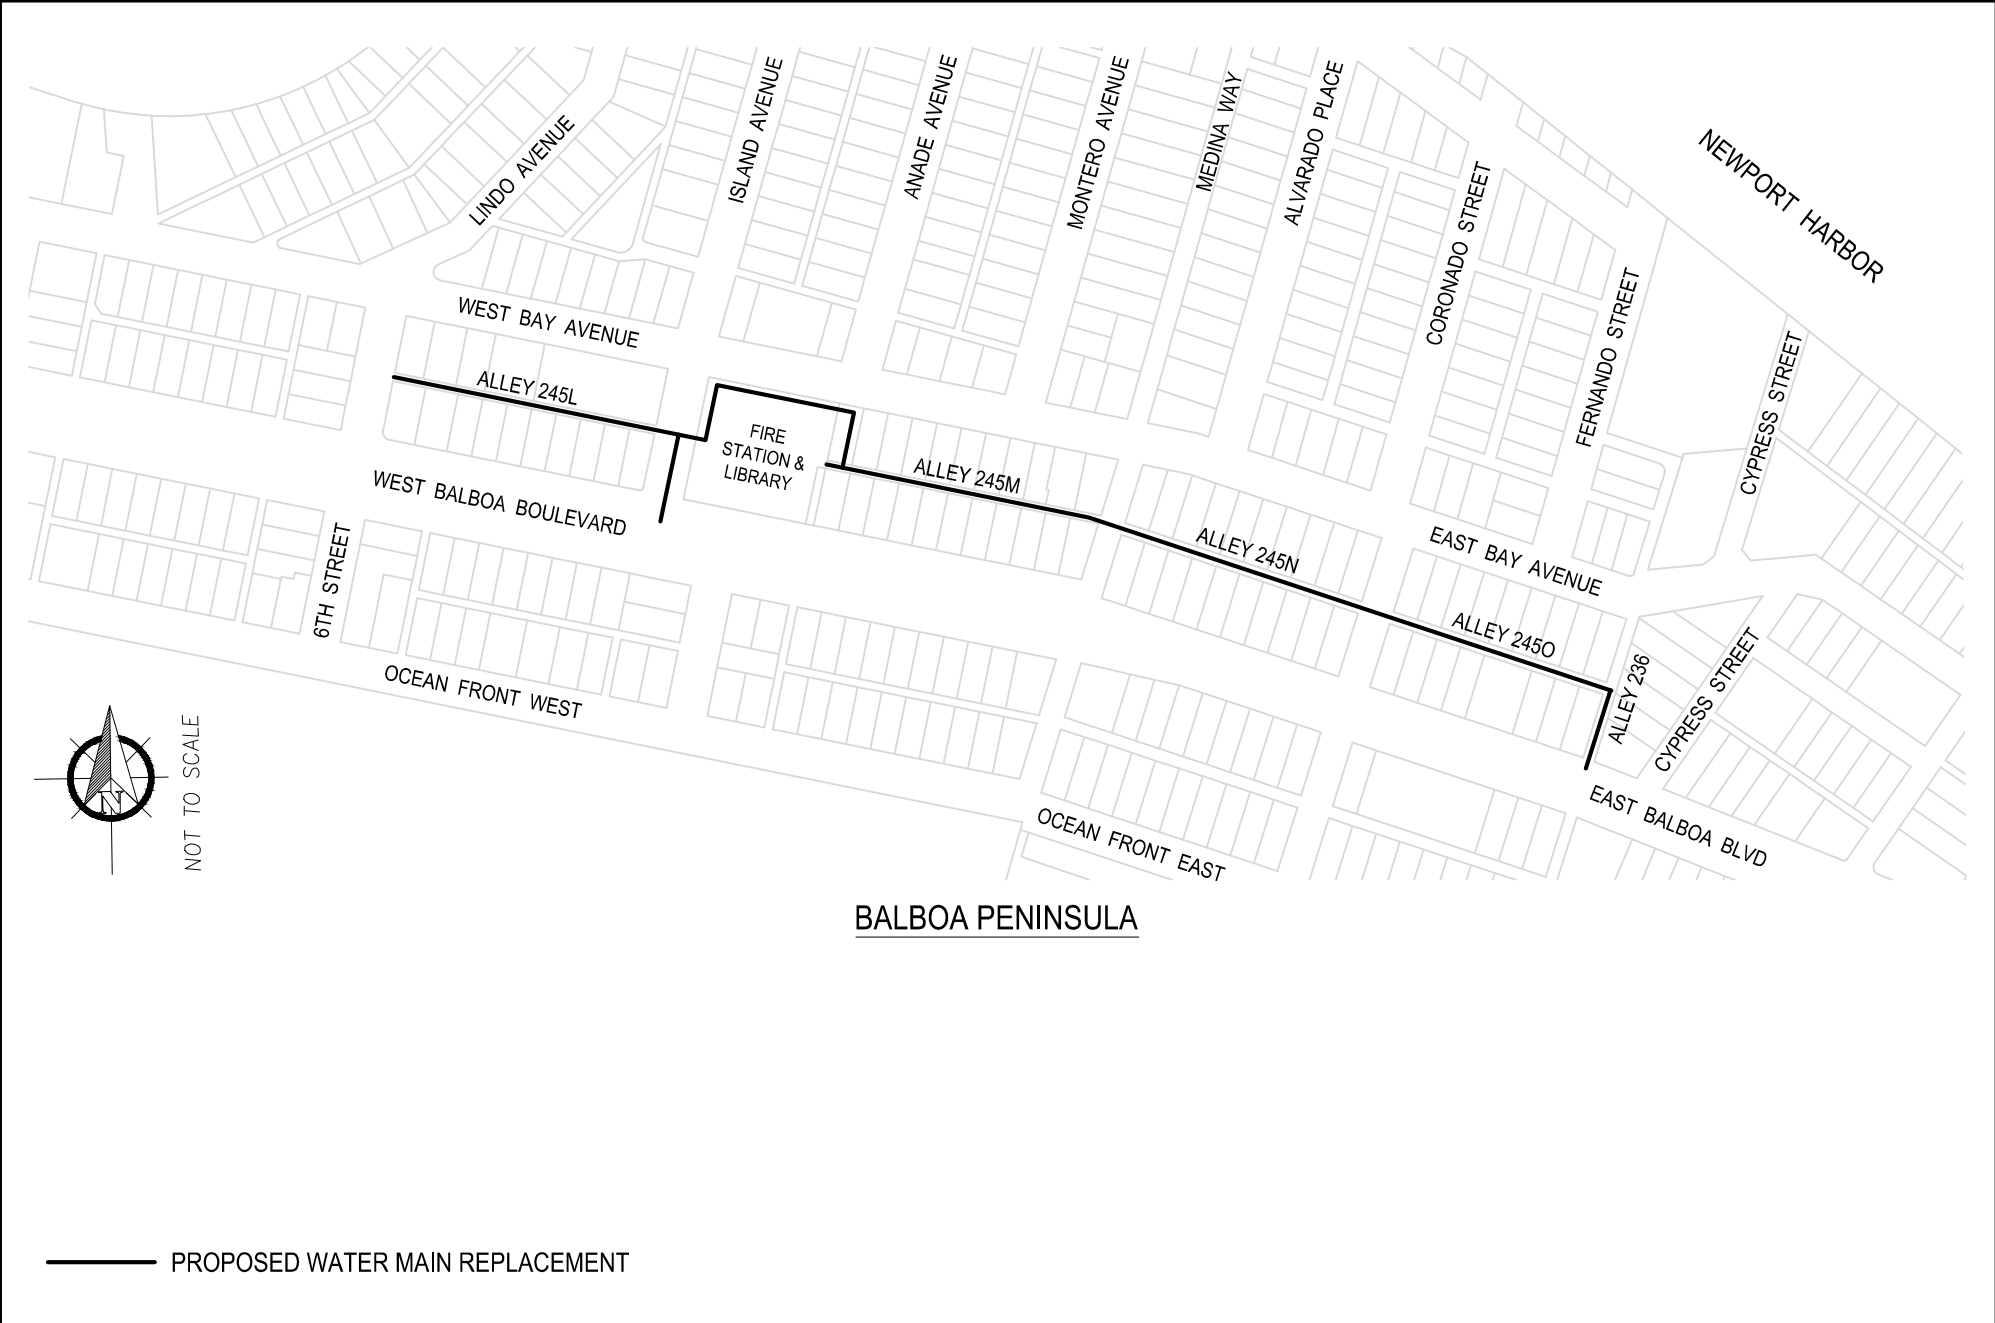 LINDO AVENUE
ISLAND AVENUE
ANADE AVENUE
MONTERO AVENUE
MEDINA WAY
ALVARADO PLACE
CORONADO STREET
NEWPORT HARBOR
FERNANDO STREET
CYPRESS STREET
WEST BAY AVENUE
ALLEY 245L
FIRE
STATION &
LIBRARY
ALLEY 245M
WEST BALBOA BOULEVARD
6TH STREET
ALLEY 245N
EAST BAY AVENUE
ALLEY 245O
ALLEY 236
CYPRESS STREET
OCEAN FRONT WEST
EAST BALBOA BLVD
OCEAN FRONT EAST
N
NOT TO SCALE
BALBOA PENINSULA
PROPOSED WATER MAIN REPLACEMENT